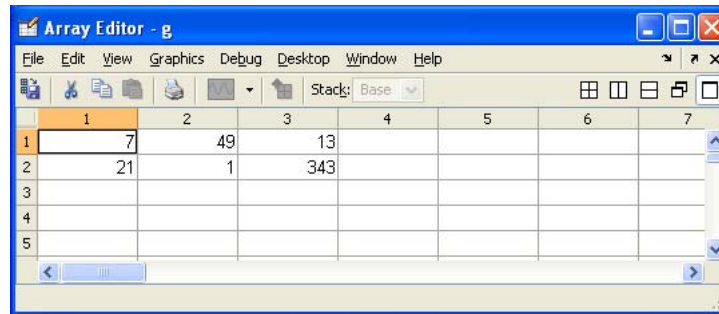 Array Editor - g
File Edit View Graphics Debug Desktop Window Help
Stack: Base
1 2 3 4 5 6 7
1 7 49 13
2 21 1 343
3
4
5